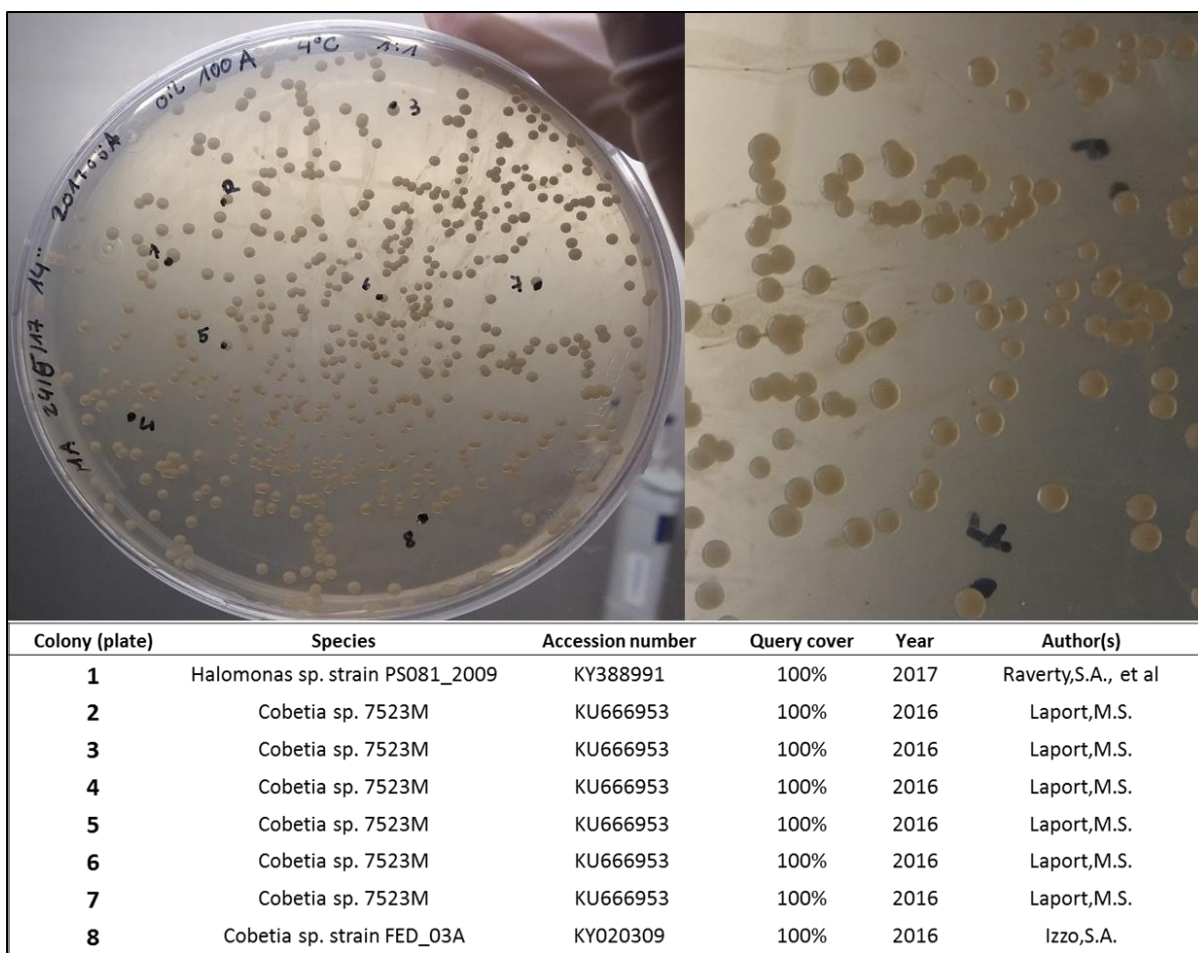 oil 100A 4°C 1:1
MA
3
2
1
6
7
5
4
8
Colony (plate) Species Accession number Query cover Year Author(s)
1 Halomonas sp. strain PS081_2009 KY388991 100% 2017 Raverty,S.A., et al
2 Cobetia sp. 7523M KU666953 100% 2016 Laport,M.S.
3 Cobetia sp. 7523M KU666953 100% 2016 Laport,M.S.
4 Cobetia sp. 7523M KU666953 100% 2016 Laport,M.S.
5 Cobetia sp. 7523M KU666953 100% 2016 Laport,M.S.
6 Cobetia sp. 7523M KU666953 100% 2016 Laport,M.S.
7 Cobetia sp. 7523M KU666953 100% 2016 Laport,M.S.
8 Cobetia sp. strain FED_03A KY020309 100% 2016 Izzo,S.A.